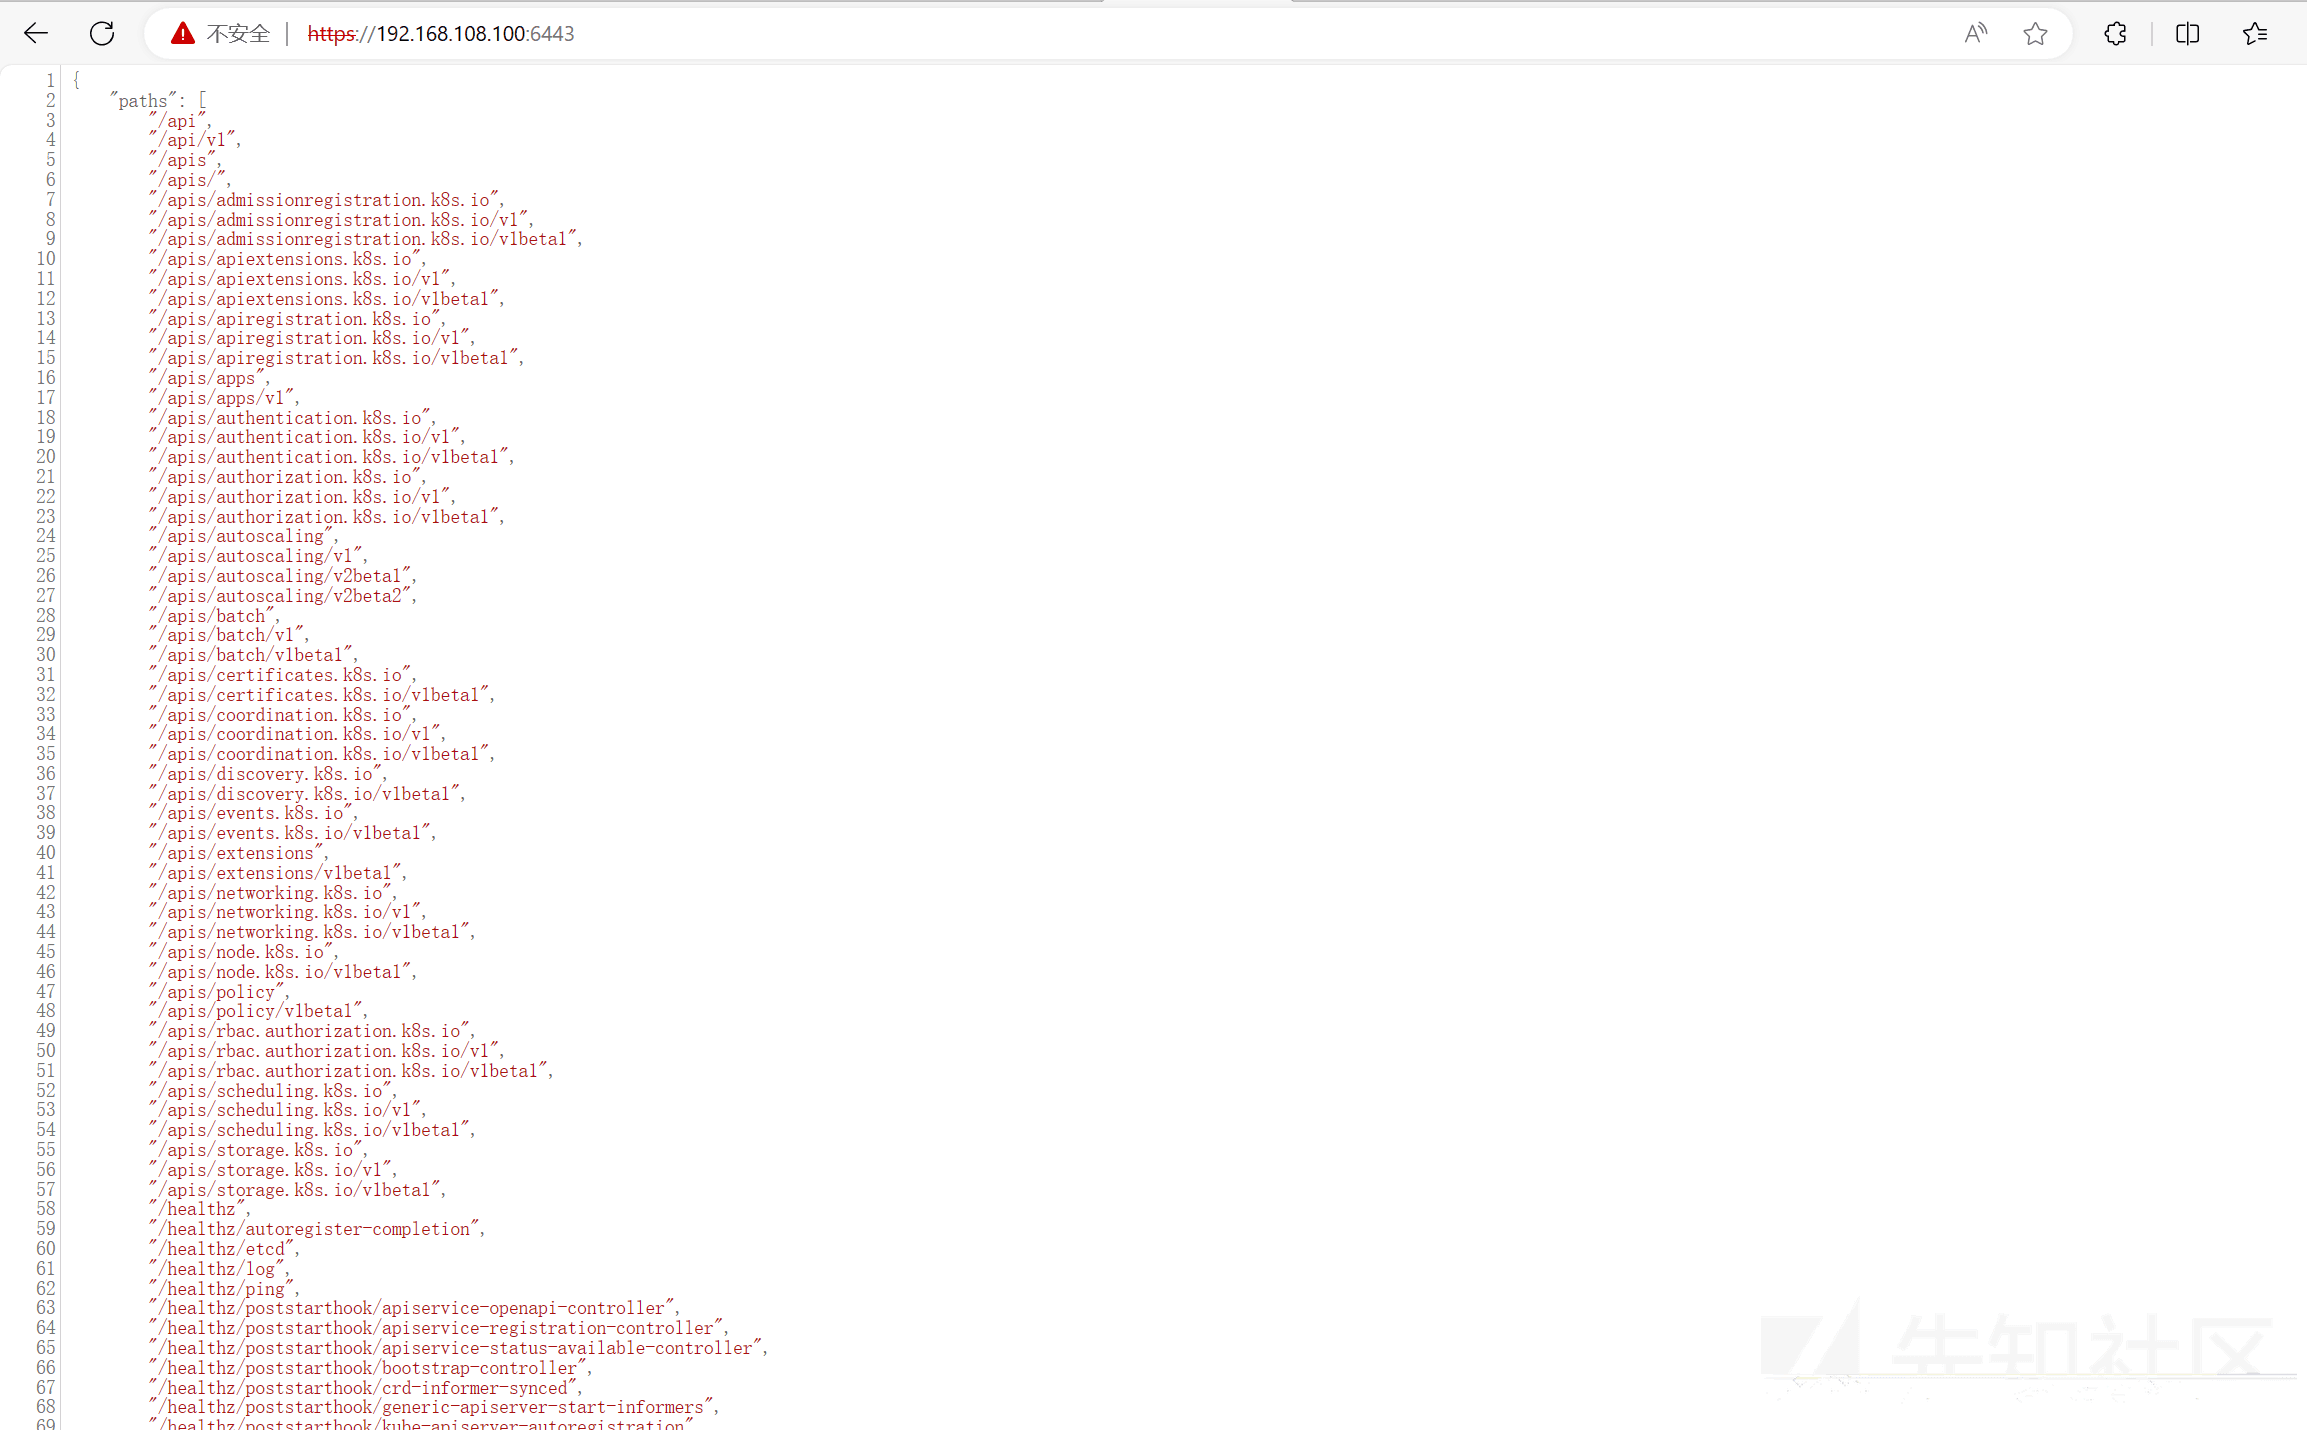 不安全 | https://192.168.108.100:6443
1 {
2 "paths": [
3 "/api",
4 "/api/v1",
5 "/apis",
6 "/apis/",
7 "/apis/admissionregistration.k8s.io",
8 "/apis/admissionregistration.k8s.io/v1",
9 "/apis/admissionregistration.k8s.io/v1beta1",
10 "/apis/apiextensions.k8s.io",
11 "/apis/apiextensions.k8s.io/v1",
12 "/apis/apiextensions.k8s.io/v1beta1",
13 "/apis/apiregistration.k8s.io",
14 "/apis/apiregistration.k8s.io/v1",
15 "/apis/apiregistration.k8s.io/v1beta1",
16 "/apis/apps",
17 "/apis/apps/v1",
18 "/apis/authentication.k8s.io",
19 "/apis/authentication.k8s.io/v1",
20 "/apis/authentication.k8s.io/v1beta1",
21 "/apis/authorization.k8s.io",
22 "/apis/authorization.k8s.io/v1",
23 "/apis/authorization.k8s.io/v1beta1",
24 "/apis/autoscaling",
25 "/apis/autoscaling/v1",
26 "/apis/autoscaling/v2beta1",
27 "/apis/autoscaling/v2beta2",
28 "/apis/batch",
29 "/apis/batch/v1",
30 "/apis/batch/v1beta1",
31 "/apis/certificates.k8s.io",
32 "/apis/certificates.k8s.io/v1beta1",
33 "/apis/coordination.k8s.io",
34 "/apis/coordination.k8s.io/v1",
35 "/apis/coordination.k8s.io/v1beta1",
36 "/apis/discovery.k8s.io",
37 "/apis/discovery.k8s.io/v1beta1",
38 "/apis/events.k8s.io",
39 "/apis/events.k8s.io/v1beta1",
40 "/apis/extensions",
41 "/apis/extensions/v1beta1",
42 "/apis/networking.k8s.io",
43 "/apis/networking.k8s.io/v1",
44 "/apis/networking.k8s.io/v1beta1",
45 "/apis/node.k8s.io",
46 "/apis/node.k8s.io/v1beta1",
47 "/apis/policy",
48 "/apis/policy/v1beta1",
49 "/apis/rbac.authorization.k8s.io",
50 "/apis/rbac.authorization.k8s.io/v1",
51 "/apis/rbac.authorization.k8s.io/v1beta1",
52 "/apis/scheduling.k8s.io",
53 "/apis/scheduling.k8s.io/v1",
54 "/apis/scheduling.k8s.io/v1beta1",
55 "/apis/storage.k8s.io",
56 "/apis/storage.k8s.io/v1",
57 "/apis/storage.k8s.io/v1beta1",
58 "/healthz",
59 "/healthz/autoregister-completion",
60 "/healthz/etcd",
61 "/healthz/log",
62 "/healthz/ping",
63 "/healthz/poststarthook/apiservice-openapi-controller",
64 "/healthz/poststarthook/apiservice-registration-controller",
65 "/healthz/poststarthook/apiservice-status-available-controller",
66 "/healthz/poststarthook/bootstrap-controller",
67 "/healthz/poststarthook/crd-informer-synced",
68 "/healthz/poststarthook/generic-apiserver-start-informers",
69 "/healthz/poststarthook/kube-apiserver-autoregistration"
先知社区